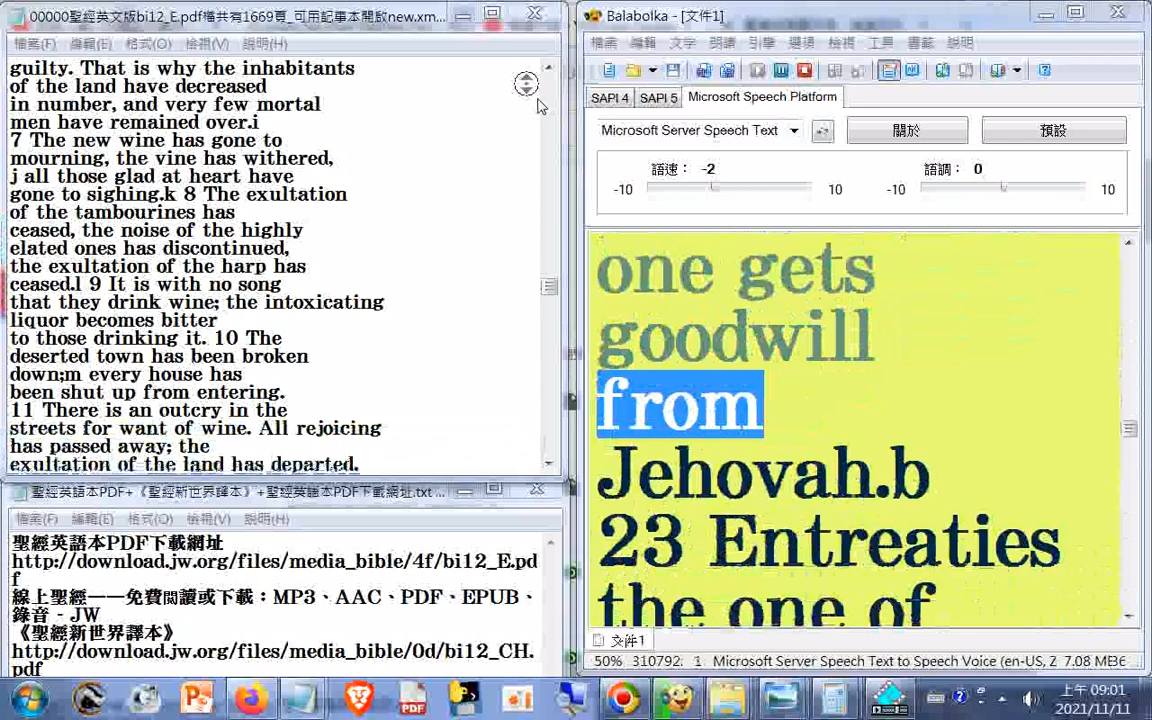 00000聖經英文版bi12_E.pdf檔共有1669頁_可用記事本開啟new.xm...
檔案(F) 編輯(E) 格式(O) 檢視(V) 說明(H)
guilty. That is why the inhabitants
of the land have decreased
in number, and very few mortal
men have remained over.i
7 The new wine has gone to
mourning, the vine has withered,
j all those glad at heart have
gone to sighing.k 8 The exultation
of the tambourines has
ceased, the noise of the highly
elated ones has discontinued,
the exultation of the harp has
ceased.l 9 It is with no song
that they drink wine; the intoxicating
liquor becomes bitter
to those drinking it. 10 The
deserted town has been broken
down;m every house has
been shut up from entering.
11 There is an outcry in the
streets for want of wine. All rejoicing
has passed away; the
exultation of the land has departed.
聖經英語本PDF+《聖經新世界譯本》+聖經英語本PDF下載網址.txt ...
檔案(F) 編輯(E) 格式(O) 檢視(V) 說明(H)
聖經英語本PDF下載網址
http://download.jw.org/files/media_bible/4f/bi12_E.pd
f
線上聖經——免費閱讀或下載：MP3、AAC、PDF、EPUB、
錄音 - JW
《聖經新世界譯本》
http://download.jw.org/files/media_bible/0d/bi12_CH.
pdf
Balabolka - [文件1]
檔案 編輯 文字 朗讀 引擎 選項 檢視 工具 書籤 說明
SAPI 4 SAPI 5 Microsoft Speech Platform
Microsoft Server Speech Text 關於 預設
語速： -2 語調： 0
-10 10 -10 10
one gets
goodwill
from
Jehovah.b
23 Entreaties
the one of
文件1
50% 310792. 1 Microsoft Server Speech Text to Speech Voice (en-US, Z 7.08 MB
PDF
上午 09:01
2021/11/11